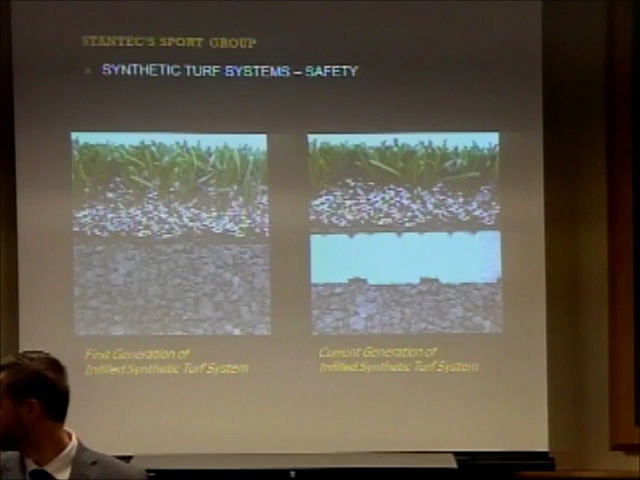 STANTEC'S SPORT GROUP
SYNTHETIC TURF SYSTEMS – SAFETY
First Generation of
Infilled Synthetic Turf System
Current Generation of
Infilled Synthetic Turf System